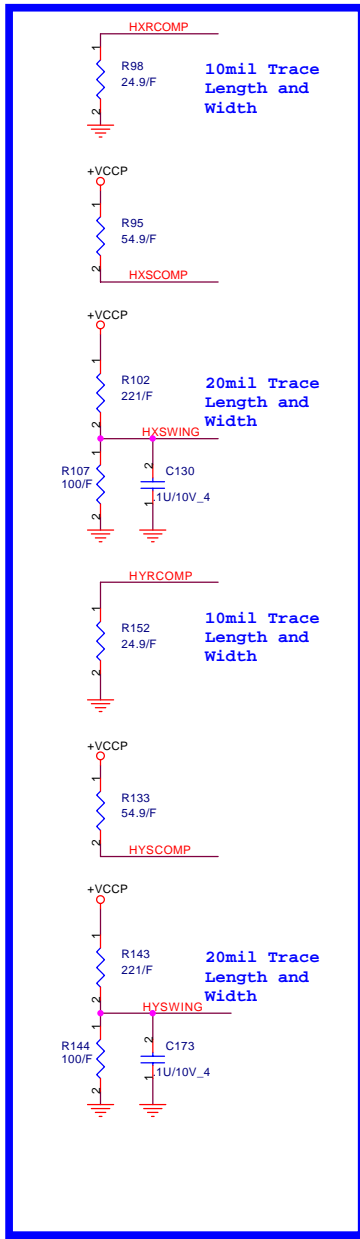 HXRCOMP
1
R98
24.9/F
2
10mil Trace
Length and
Width
+VCCP
1
R95
54.9/F
2
HXSCOMP
+VCCP
1
R102
221/F
2
20mil Trace
Length and
Width
HXSWING
1
R107
100/F
2
2
C130
.1U/10V_4
1
HYRCOMP
1
R152
24.9/F
2
10mil Trace
Length and
Width
+VCCP
1
R133
54.9/F
2
HYSCOMP
+VCCP
1
R143
221/F
2
20mil Trace
Length and
Width
HYSWING
1
R144
100/F
2
2
C173
.1U/10V_4
1